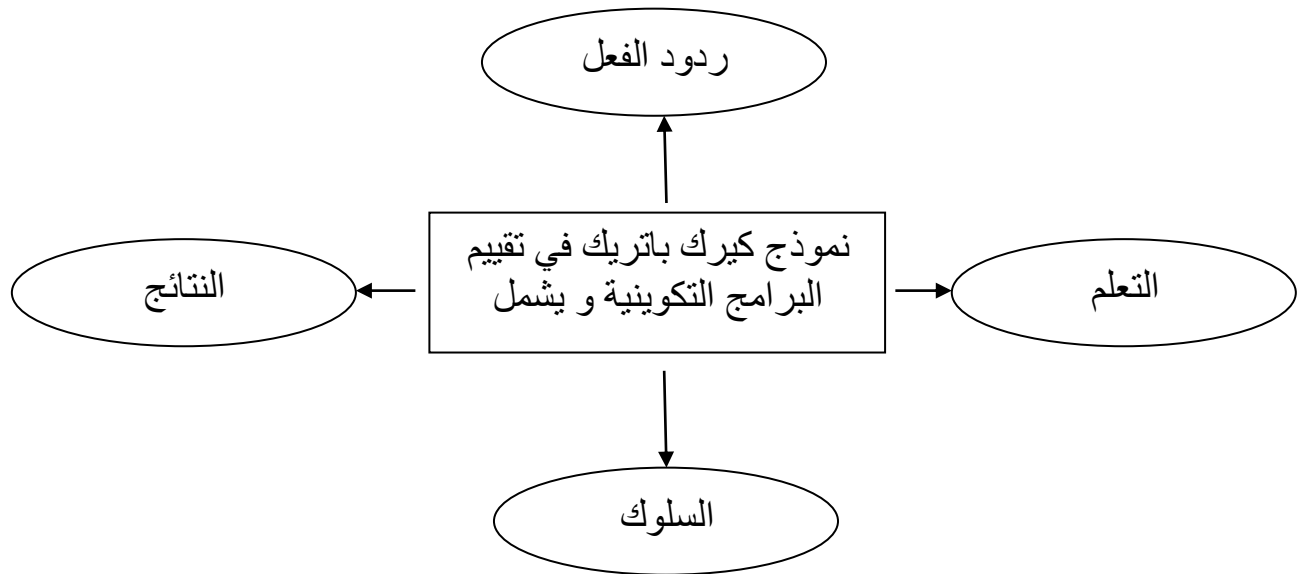 ردود الفعل
نموذج كيرك باتريك في تقييم
البرامج التكوينية و يشمل
التعلم
النتائج
السلوك